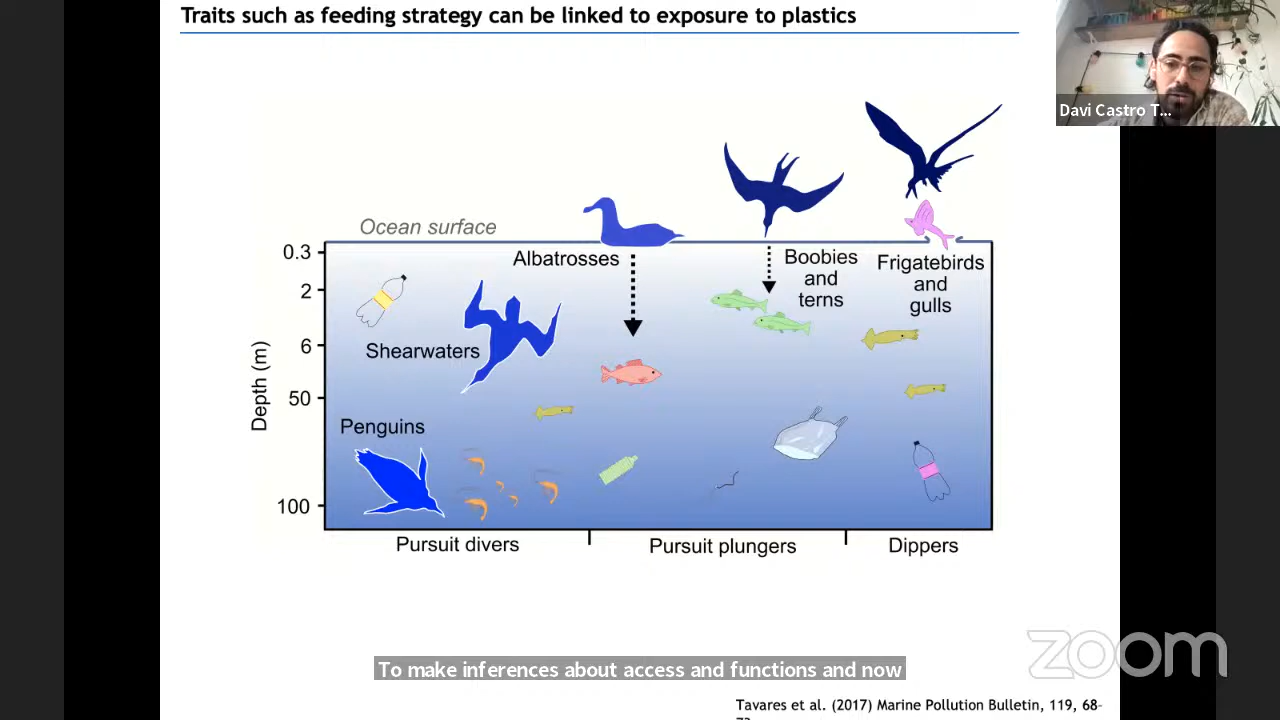 Traits such as feeding strategy can be linked to exposure to plastics
Davi Castro T...
Ocean surface
0.3
2
6
50
100
Depth (m)
Albatrosses
Boobies
and
terns
Frigatebirds
and
gulls
Shearwaters
Penguins
Pursuit divers
Pursuit plungers
Dippers
To make inferences about access and functions and now
zoom
Tavares et al. (2017) Marine Pollution Bulletin, 119, 68-